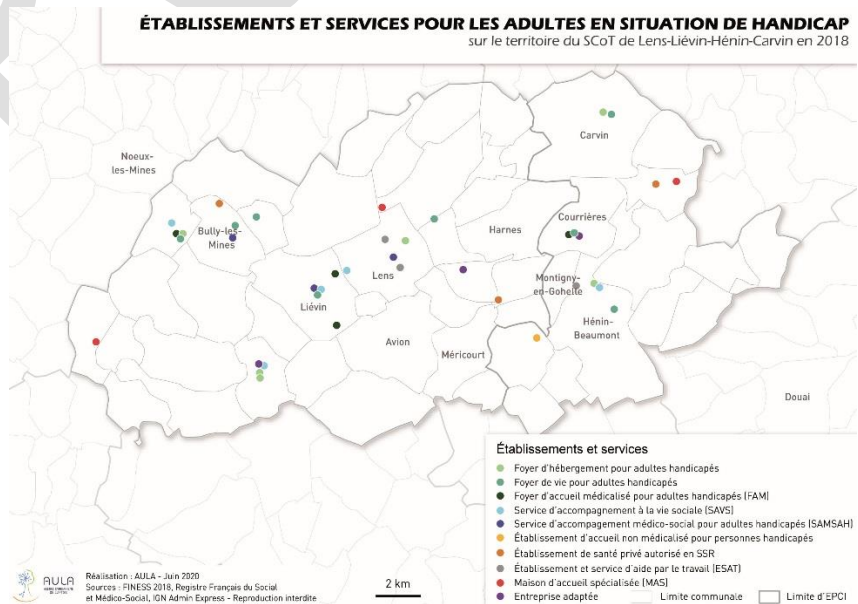 ÉTABLISSEMENTS ET SERVICES POUR LES ADULTES EN SITUATION DE HANDICAP
sur le territoire du SCoT de Lens-Liévin-Hénin-Carvin en 2018
Carvin
Noeux-
les-Mines
Courrières
Harnes
Bully-les-
Mines
Lens
Montigny-
en-Gohelle
Liévin
Hénin-
Beaumont
Avion
Méricourt
Douai
Établissements et services
Foyer d'hébergement pour adultes handicapés
Foyer de vie pour adultes handicapés
Foyer d'accueil médicalisé pour adultes handicapés (FAM)
Service d'accompagnement à la vie sociale (SAVS)
Service d'accompagement médico-social pour adultes handicapés (SAMSAH)
Établissement d'accueil non médicalisé pour personnes handicapés
Établissement de santé privé autorisé en SSR
Établissement et service d'aide par le travail (ESAT)
Maison d'accueil spécialisée (MAS)
Entreprise adaptée
Limite communale
Limite d'EPCI
2 km
AULA
Réalisation : AULA - Juin 2020
Sources : FINESS 2018, Registre Français du Social
et Médico-Social, IGN Admin Express - Reproduction interdite